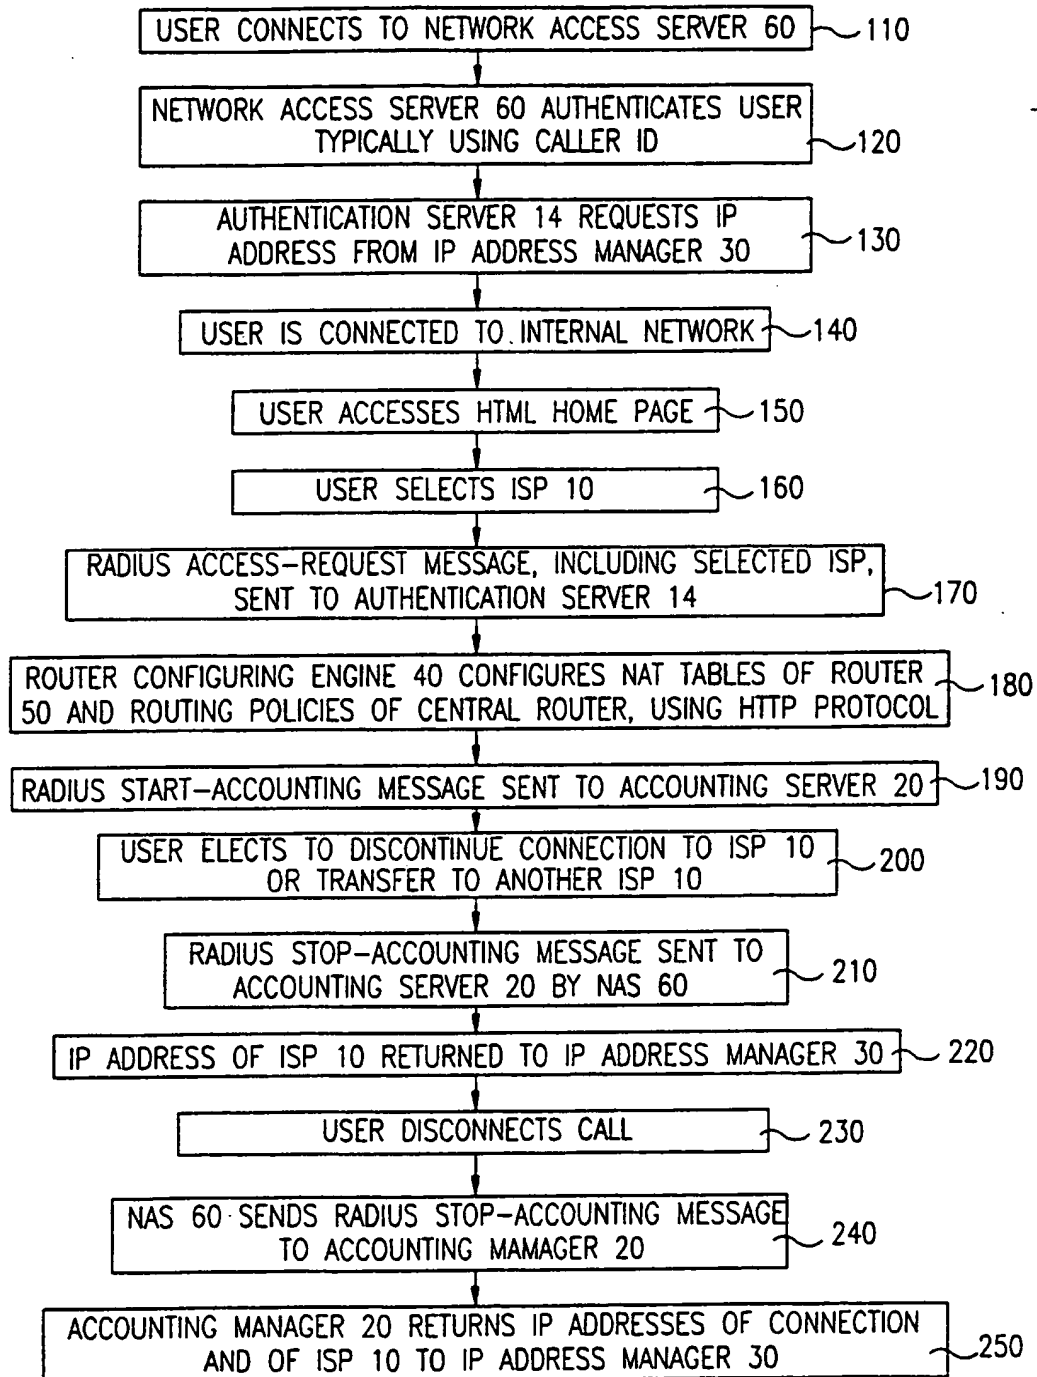 USER CONNECTS TO NETWORK ACCESS SERVER 60
110
NETWORK ACCESS SERVER 60 AUTHENTICATES USER
TYPICALLY USING CALLER ID
120
AUTHENTICATION SERVER 14 REQUESTS IP
ADDRESS FROM IP ADDRESS MANAGER 30
130
USER IS CONNECTED TO INTERNAL NETWORK
140
USER ACCESSES HTML HOME PAGE
150
USER SELECTS ISP 10
160
RADIUS ACCESS-REQUEST MESSAGE, INCLUDING SELECTED ISP,
SENT TO AUTHENTICATION SERVER 14
170
ROUTER CONFIGURING ENGINE 40 CONFIGURES NAT TABLES OF ROUTER
50 AND ROUTING POLICIES OF CENTRAL ROUTER, USING HTTP PROTOCOL
180
RADIUS START-ACCOUNTING MESSAGE SENT TO ACCOUNTING SERVER 20
190
USER ELECTS TO DISCONTINUE CONNECTION TO ISP 10
OR TRANSFER TO ANOTHER ISP 10
200
RADIUS STOP-ACCOUNTING MESSAGE SENT TO
ACCOUNTING SERVER 20 BY NAS 60
210
IP ADDRESS OF ISP 10 RETURNED TO IP ADDRESS MANAGER 30
220
USER DISCONNECTS CALL
230
NAS 60 SENDS RADIUS STOP-ACCOUNTING MESSAGE
TO ACCOUNTING MAMAGER 20
240
ACCOUNTING MANAGER 20 RETURNS IP ADDRESSES OF CONNECTION
AND OF ISP 10 TO IP ADDRESS MANAGER 30
250